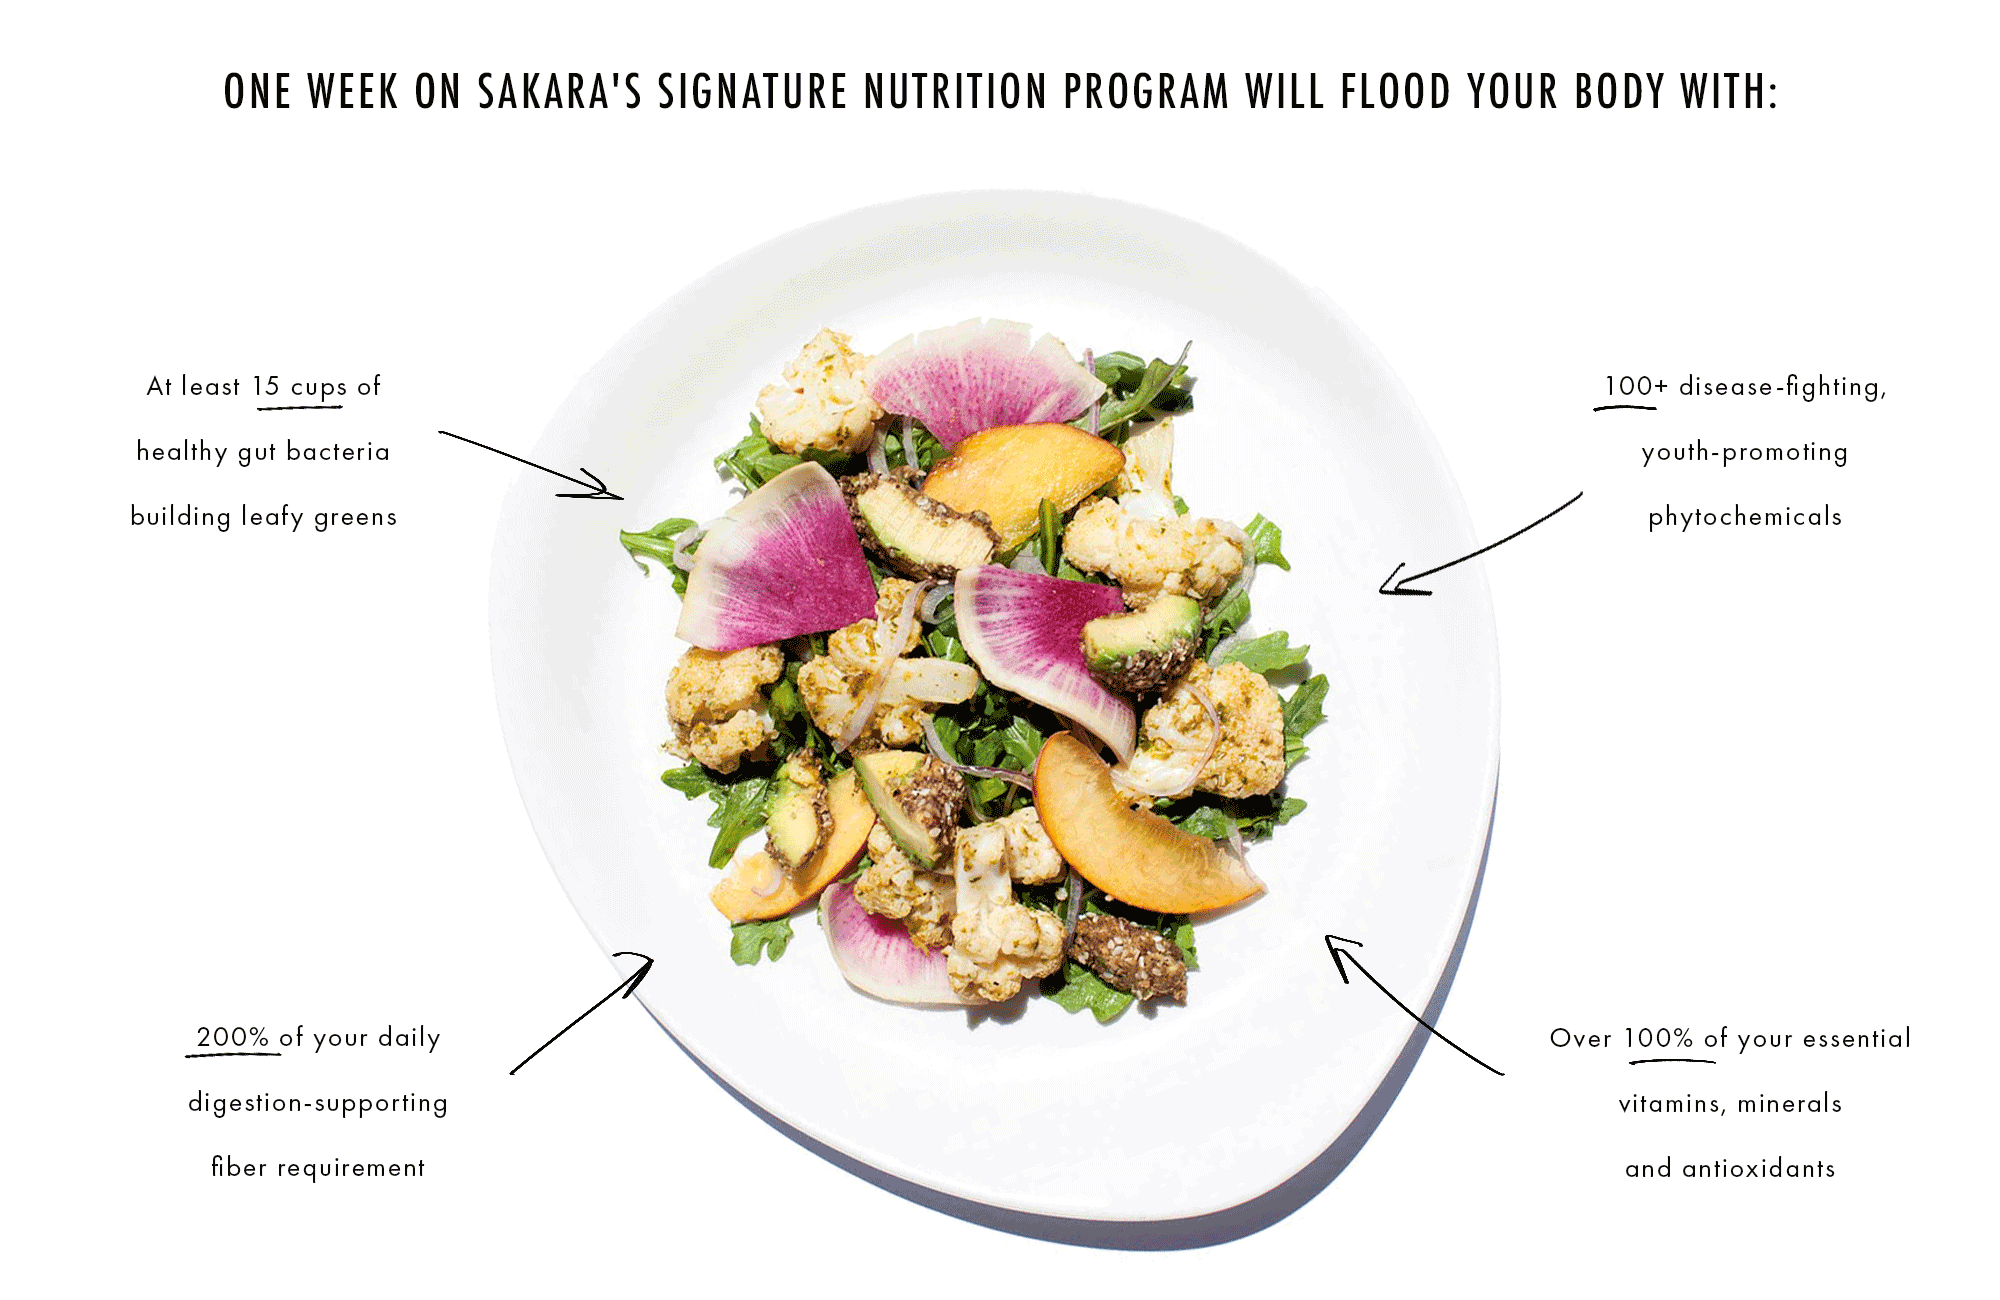 ONE WEEK ON SAKARA'S SIGNATURE NUTRITION PROGRAM WILL FLOOD YOUR BODY WITH:
At least 15 cups of
healthy gut bacteria
building leafy greens
100+ disease-fighting,
youth-promoting
phytochemicals
200% of your daily
digestion-supporting
fiber requirement
Over 100% of your essential
vitamins, minerals
and antioxidants